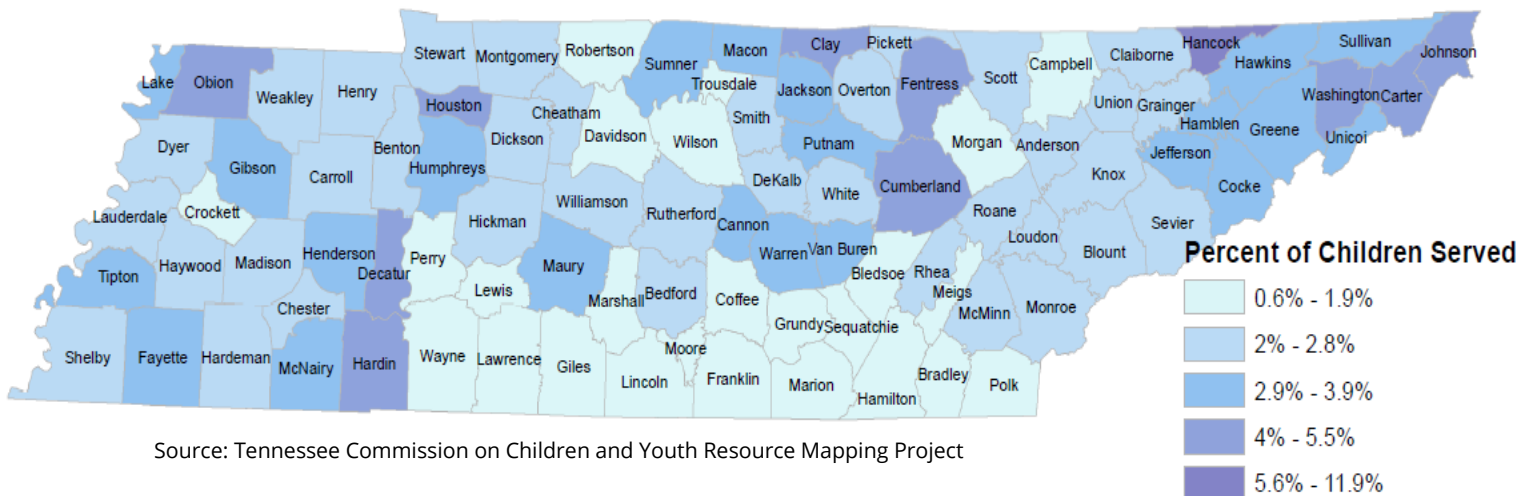 Stewart
Montgomery
Robertson
Sumner
Macon
Clay
Pickett
Hancock
Sullivan
Johnson
Lake
Obion
Weakley
Henry
Houston
Cheatham
Trousdale
Jackson
Overton
Fentress
Scott
Campbell
Claiborne
Hawkins
Union
Grainger
Washington
Carter
Hamblen
Greene
Unicoi
Dyer
Gibson
Carroll
Benton
Humphreys
Dickson
Davidson
Wilson
Smith
Putnam
Morgan
Anderson
Knox
Jefferson
Cocke
Lauderdale
Crockett
Hickman
Williamson
Rutherford
DeKalb
White
Cumberland
Roane
Loudon
Blount
Sevier
Tipton
Haywood
Madison
Henderson
Decatur
Perry
Lewis
Maury
Marshall
Bedford
Cannon
Coffee
Warren
Van Buren
Bledsoe
Rhea
Meigs
McMinn
Monroe
Chester
Shelby
Fayette
Hardeman
McNairy
Hardin
Wayne
Lawrence
Giles
Lincoln
Moore
Franklin
Grundy
Sequatchie
Marion
Hamilton
Bradley
Polk
Percent of Children Served
0.6% - 1.9%
2% - 2.8%
2.9% - 3.9%
4% - 5.5%
5.6% - 11.9%
Source: Tennessee Commission on Children and Youth Resource Mapping Project